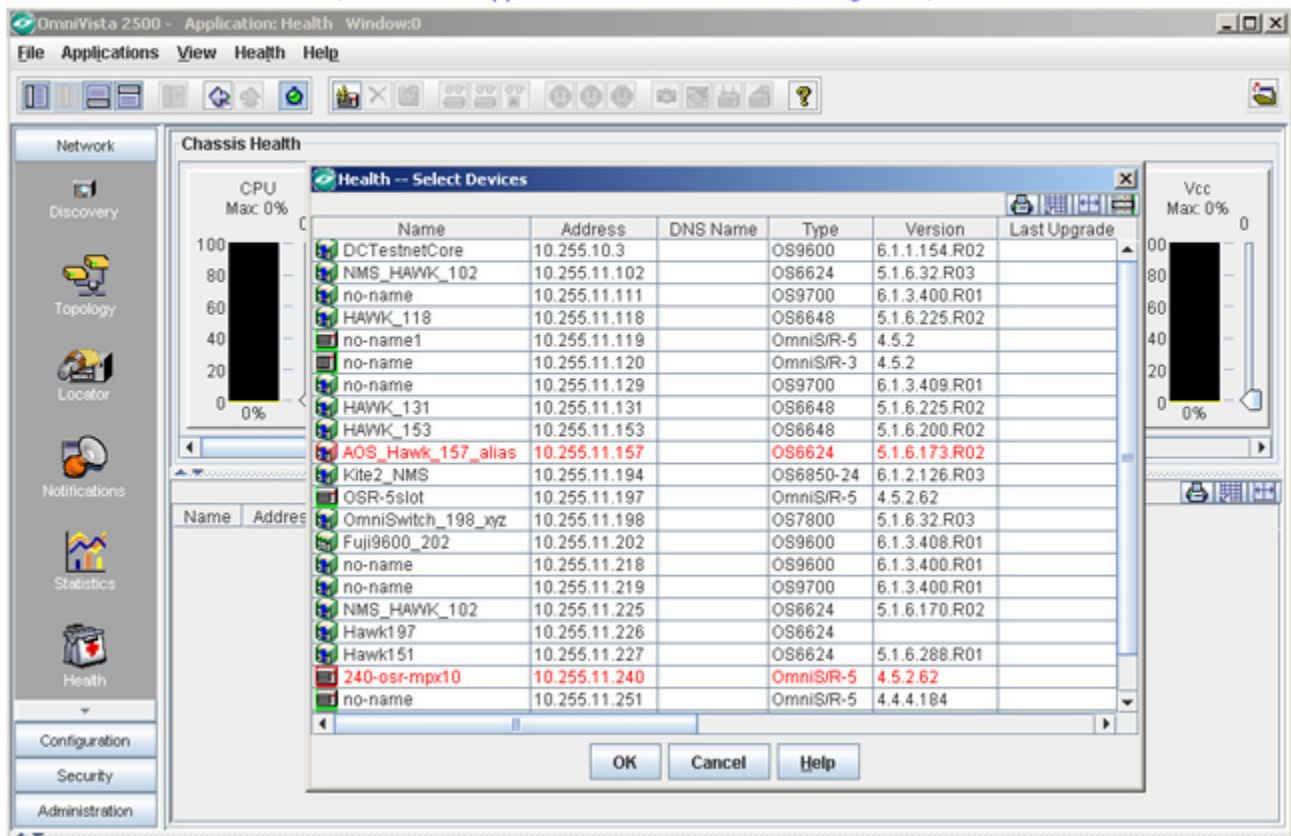 OmniVista 2500 - Application: Health Window:0
File Applications View Health Help
Network
Discovery
Topology
Locator
Notifications
Statistics
Health
Configuration
Security
Administration
Chassis Health
CPU
Max: 0%
100
80
60
40
20
0
0%
Name Addres
Health -- Select Devices
Name Address DNS Name Type Version Last Upgrade
DCTestnetCore 10.255.10.3 OS9600 6.1.1.154.R02
NMS_HAWK_102 10.255.11.102 OS6624 5.1.6.32.R03
no-name 10.255.11.111 OS9700 6.1.3.400.R01
HAWK_118 10.255.11.118 OS6648 5.1.6.225.R02
no-name1 10.255.11.119 OmniS/R-5 4.5.2
no-name 10.255.11.120 OmniS/R-3 4.5.2
no-name 10.255.11.129 OS9700 6.1.3.409.R01
HAWK_131 10.255.11.131 OS6648 5.1.6.225.R02
HAWK_153 10.255.11.153 OS6648 5.1.6.200.R02
AOS_Hawk_157_alias 10.255.11.157 OS6624 5.1.6.173.R02
Kite2_NMS 10.255.11.194 OS6850-24 6.1.2.126.R03
OSR-5slot 10.255.11.197 OmniS/R-5 4.5.2.62
OmniSwitch_198_xyz 10.255.11.198 OS7800 5.1.6.32.R03
Fuji9600_202 10.255.11.202 OS9600 6.1.3.408.R01
no-name 10.255.11.218 OS9600 6.1.3.400.R01
no-name 10.255.11.219 OS9700 6.1.3.400.R01
NMS_HAWK_102 10.255.11.225 OS6624 5.1.6.170.R02
Hawk197 10.255.11.226 OS6624
Hawk151 10.255.11.227 OS6624 5.1.6.288.R01
240-osr-mpx10 10.255.11.240 OmniS/R-5 4.5.2.62
no-name 10.255.11.251 OmniS/R-5 4.4.4.184
OK Cancel Help
Vcc
Max: 0%
0
00
80
60
40
20
0
0%